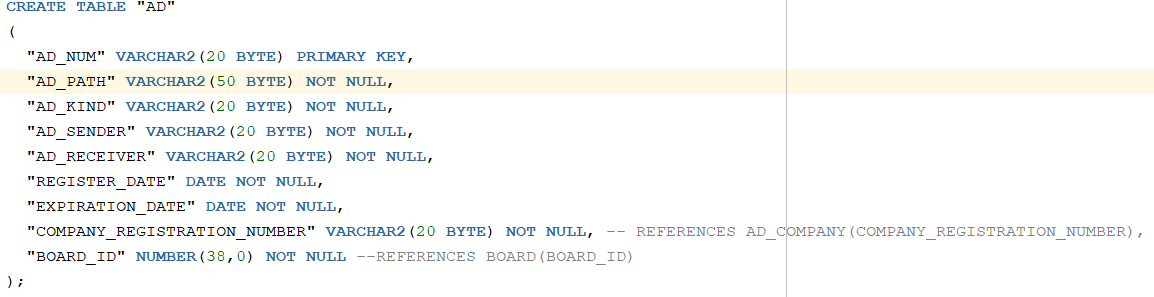 CREATE TABLE "AD"
(
"AD_NUM" VARCHAR2(20 BYTE) PRIMARY KEY,
"AD_PATH" VARCHAR2(50 BYTE) NOT NULL,
"AD_KIND" VARCHAR2(20 BYTE) NOT NULL,
"AD_SENDER" VARCHAR2(20 BYTE) NOT NULL,
"AD_RECEIVER" VARCHAR2(20 BYTE) NOT NULL,
"REGISTER_DATE" DATE NOT NULL,
"EXPIRATION_DATE" DATE NOT NULL,
"COMPANY_REGISTRATION_NUMBER" VARCHAR2(20 BYTE) NOT NULL, -- REFERENCES AD_COMPANY(COMPANY_REGISTRATION_NUMBER),
"BOARD_ID" NUMBER(38,0) NOT NULL --REFERENCES BOARD(BOARD_ID)
);